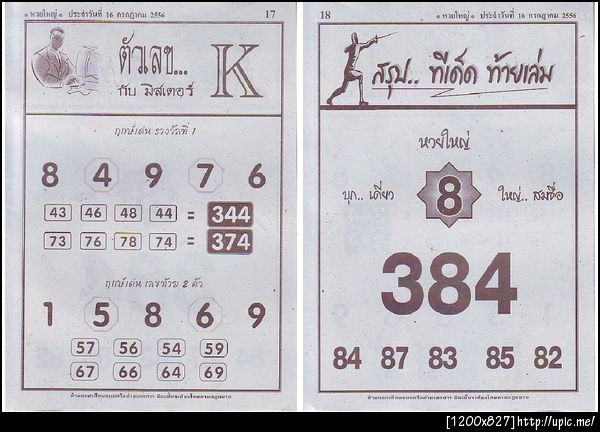 • หวยใหญ่ • ประจำวันที่ 16 กรกฎาคม 2556 17
ตัวเลข...
กับ มิสเตอร์
K
ฤกษ์เด่น รางวัลที่ 1
8 4 9 7 6
43 46 48 44 = 344
73 76 78 74 = 374
ฤกษ์เด่น เลขท้าย 2 ตัว
1 5 8 6 9
57 56 54 59
67 66 64 69
18 • หวยใหญ่ • ประจำวันที่ 16 กรกฎาคม 2556
สรุป.. ทีเด็ด ท้ายเล่ม
หวยใหญ่
บุก.. เดี่ยว 8 ใหญ่.. สมชื่อ
384
84 87 83 85 82
[1200x827] http://upic.me/